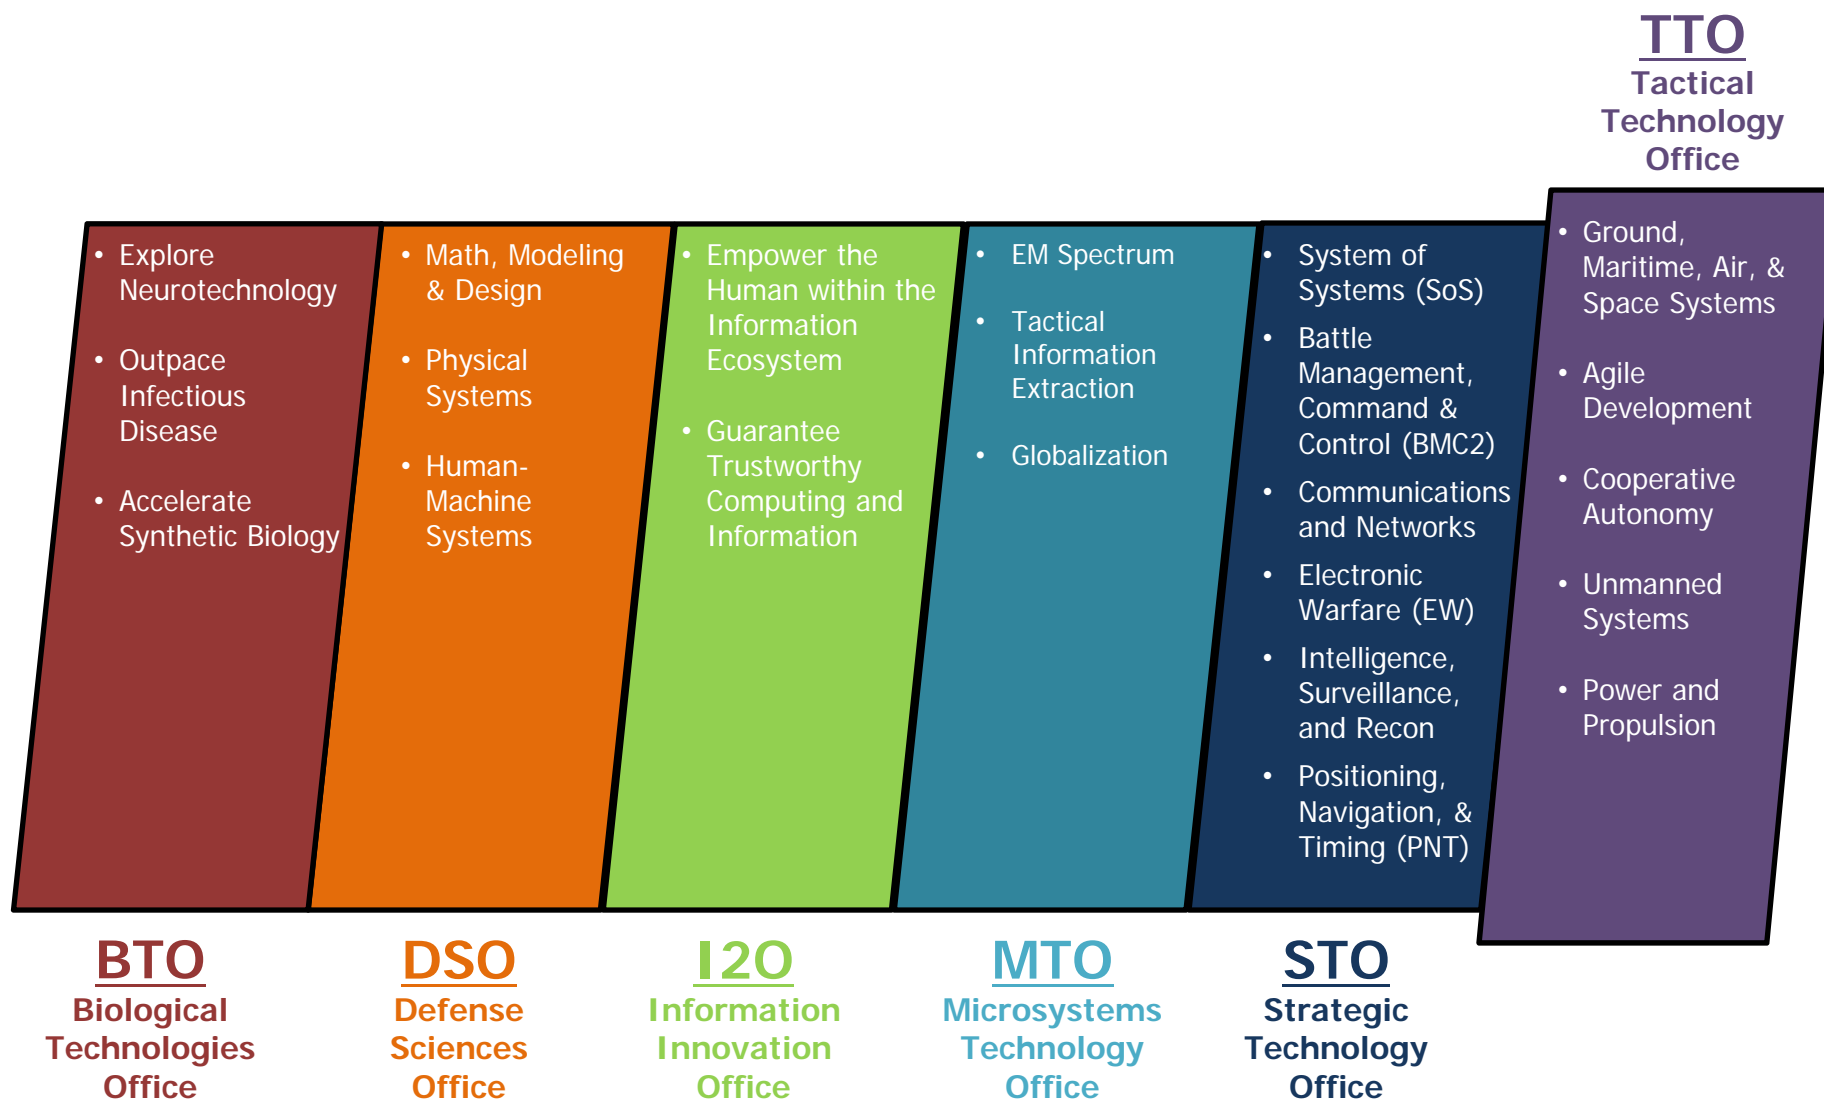 TTO
Tactical
Technology
Office
• Explore
Neurotechnology
• Outpace
Infectious
Disease
• Accelerate
Synthetic Biology
• Math, Modeling
& Design
• Physical
Systems
• Human-
Machine
Systems
• Empower the
Human within the
Information
Ecosystem
• Guarantee
Trustworthy
Computing and
Information
• EM Spectrum
• Tactical
Information
Extraction
• Globalization
• System of
Systems (SoS)
• Battle
Management,
Command &
Control (BMC2)
• Communications
and Networks
• Electronic
Warfare (EW)
• Intelligence,
Surveillance,
and Recon
• Positioning,
Navigation, &
Timing (PNT)
• Ground,
Maritime, Air, &
Space Systems
• Agile
Development
• Cooperative
Autonomy
• Unmanned
Systems
• Power and
Propulsion
BTO
Biological
Technologies
Office
DSO
Defense
Sciences
Office
I2O
Information
Innovation
Office
MTO
Microsystems
Technology
Office
STO
Strategic
Technology
Office